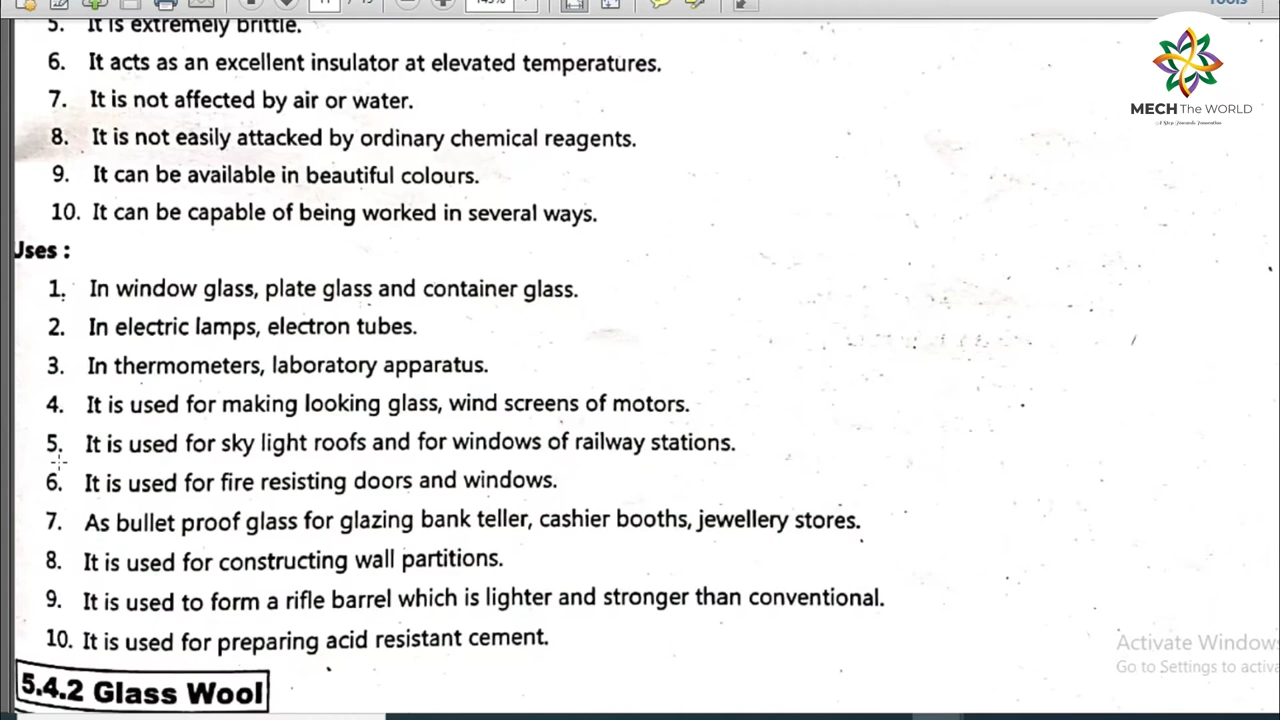 Tools
5. It is extremely brittle.
6. It acts as an excellent insulator at elevated temperatures.
7. It is not affected by air or water.
8. It is not easily attacked by ordinary chemical reagents.
9. It can be available in beautiful colours.
10. It can be capable of being worked in several ways.
Uses :
1. In window glass, plate glass and container glass.
2. In electric lamps, electron tubes.
3. In thermometers, laboratory apparatus.
4. It is used for making looking glass, wind screens of motors.
5. It is used for sky light roofs and for windows of railway stations.
6. It is used for fire resisting doors and windows.
7. As bullet proof glass for glazing bank teller, cashier booths, jewellery stores.
8. It is used for constructing wall partitions.
9. It is used to form a rifle barrel which is lighter and stronger than conventional.
10. It is used for preparing acid resistant cement.
5.4.2 Glass Wool
MECH The WORLD
A Step Towards Innovation
Activate Windows
Go to Settings to activa